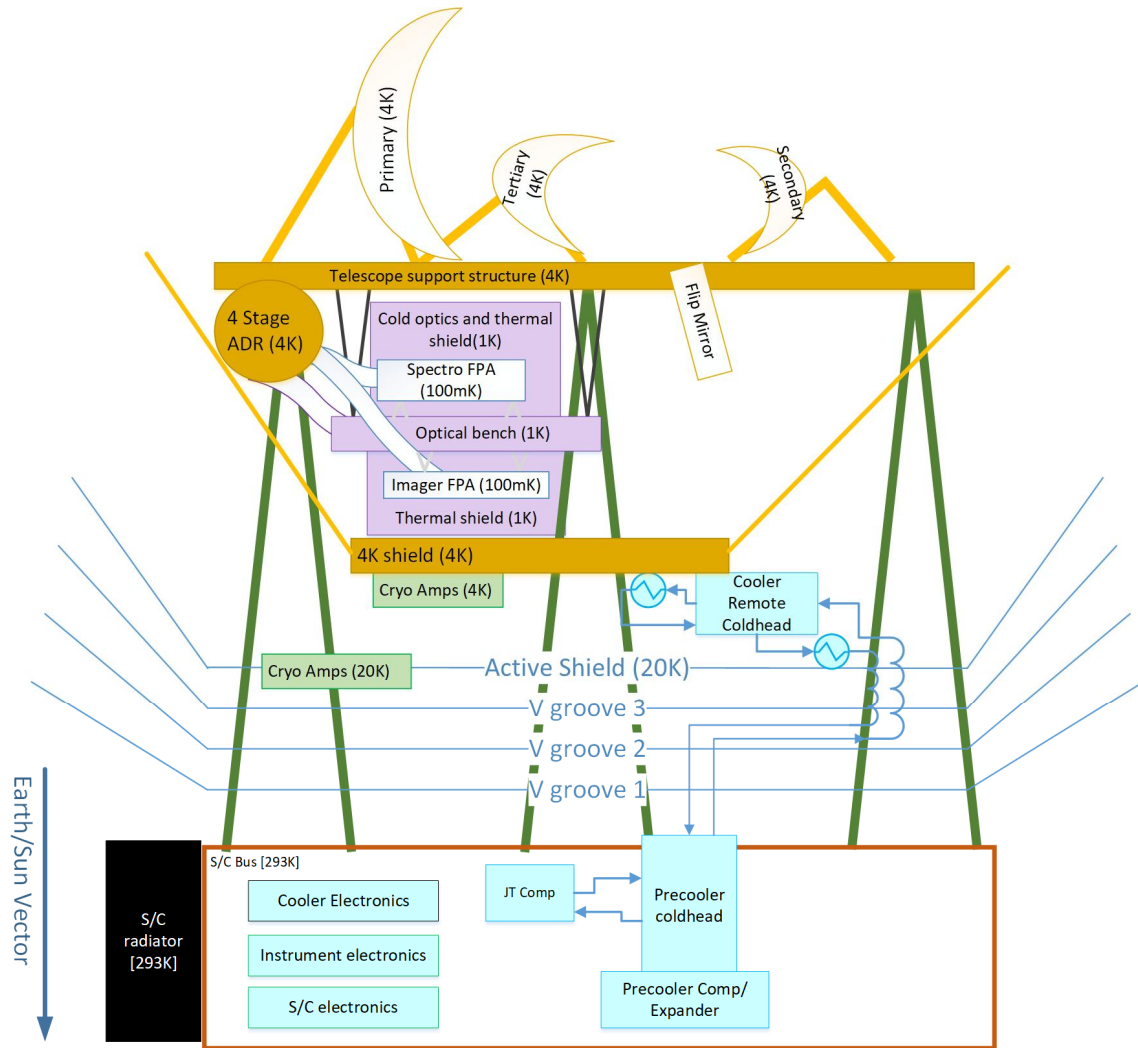 Primary (4K)
Tertiary
(4K)
Secondary
(4K)
Telescope support structure (4K)
Flip Mirror
4 Stage
ADR (4K)
Cold optics and thermal
shield(1K)
Spectro FPA
(100mK)
Optical bench (1K)
Imager FPA (100mK)
Thermal shield (1K)
4K shield (4K)
Cryo Amps (4K)
Cooler
Remote
Coldhead
Cryo Amps (20K)
Active Shield (20K)
V groove 3
V groove 2
V groove 1
Earth/Sun Vector
S/C
radiator
[293K]
S/C Bus [293K]
Cooler Electronics
Instrument electronics
S/C electronics
JT Comp
Precooler
coldhead
Precooler Comp/
Expander